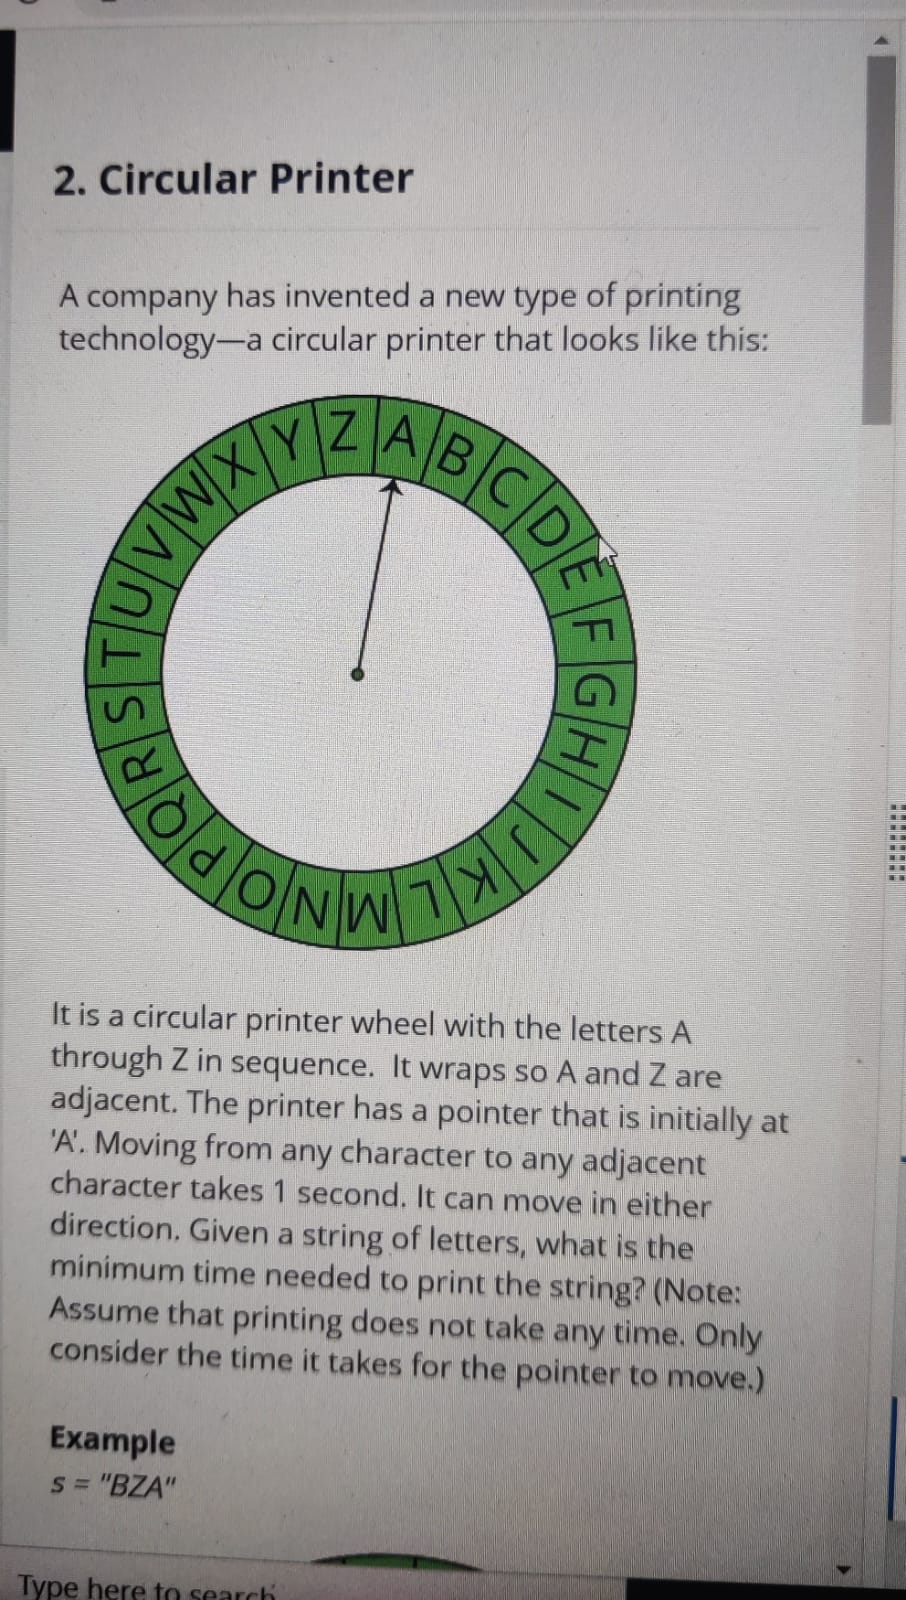 2. Circular Printer
A company has invented a new type of printing
technology—a circular printer that looks like this:
A B C D E F G H I J K L M N O P Q R S T U V W X Y Z
It is a circular printer wheel with the letters A
through Z in sequence. It wraps so A and Z are
adjacent. The printer has a pointer that is initially at
'A'. Moving from any character to any adjacent
character takes 1 second. It can move in either
direction. Given a string of letters, what is the
minimum time needed to print the string? (Note:
Assume that printing does not take any time. Only
consider the time it takes for the pointer to move.)
Example
s = "BZA"
Type here to search